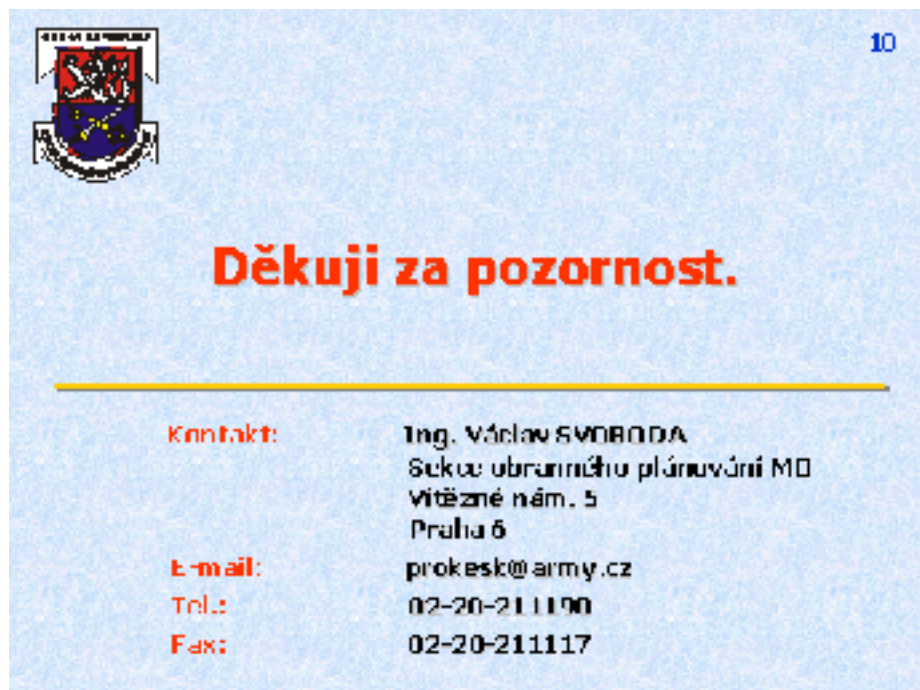 10
Děkuji za pozornost.
Kontakt: Ing. Václav SVOBODA
Sekce obranného plánování MO
Vítězné nám. 5
Praha 6
E-mail: prokesk@army.cz
Tel.: 02-20-211190
Fax: 02-20-211117